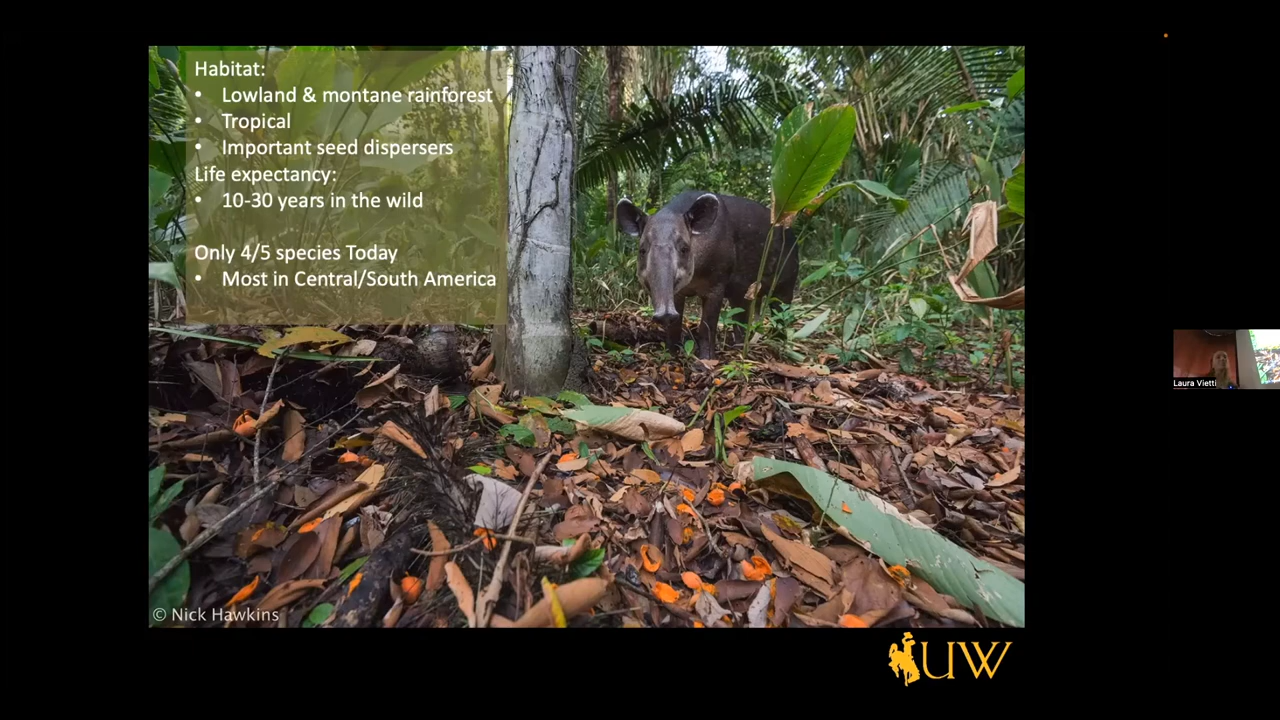 Habitat:
• Lowland & montane rainforest
• Tropical
• Important seed dispersers
Life expectancy:
• 10-30 years in the wild
Only 4/5 species Today
• Most in Central/South America
Laura Vietti
© Nick Hawkins
UW